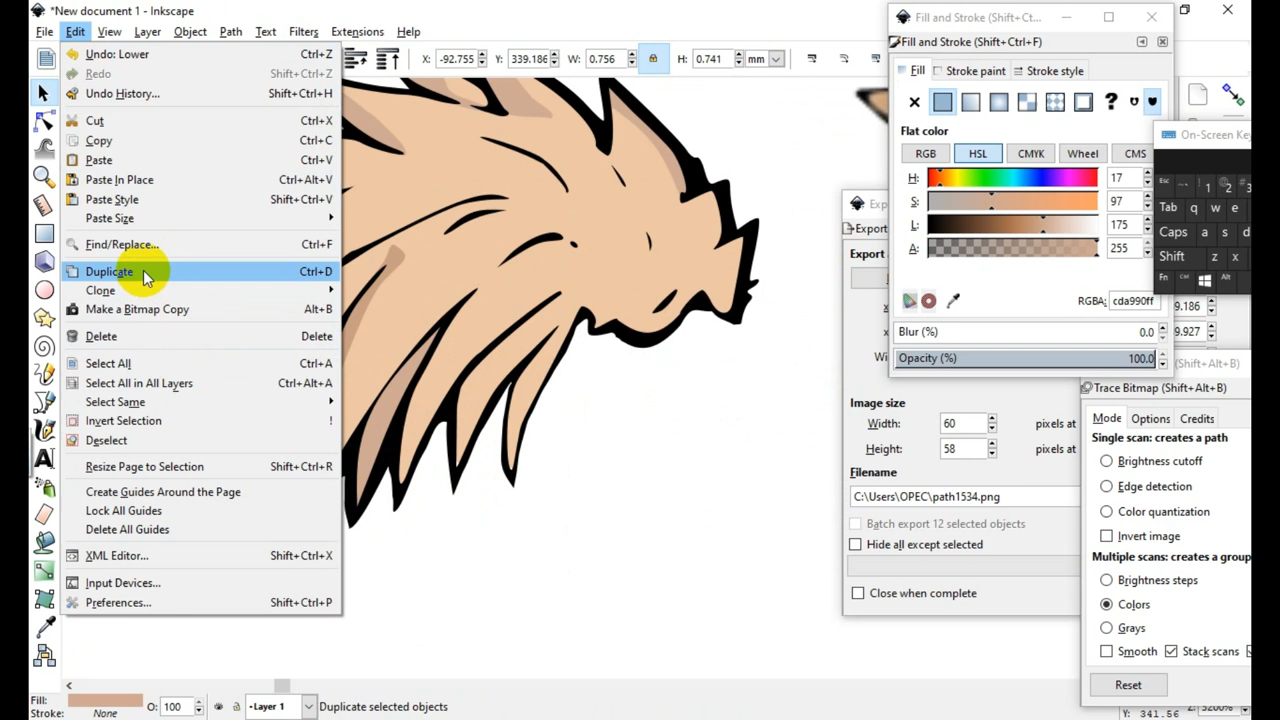 *New document 1 - Inkscape
File Edit View Layer Object Path Text Filters Extensions Help
X: -92.755 Y: 339.186 W: 0.756 H: 0.741 mm
Undo: Lower Ctrl+Z
Redo Shift+Ctrl+Z
Undo History... Shift+Ctrl+H
Cut Ctrl+X
Copy Ctrl+C
Paste Ctrl+V
Paste In Place Ctrl+Alt+V
Paste Style Shift+Ctrl+V
Paste Size
Find/Replace... Ctrl+F
Duplicate Ctrl+D
Clone
Make a Bitmap Copy Alt+B
Delete Delete
Select All Ctrl+A
Select All in All Layers Ctrl+Alt+A
Select Same
Invert Selection !
Deselect
Resize Page to Selection Shift+Ctrl+R
Create Guides Around the Page
Lock All Guides
Delete All Guides
XML Editor... Shift+Ctrl+X
Input Devices...
Preferences... Shift+Ctrl+P
Fill and Stroke (Shift+Ct...
Fill and Stroke (Shift+Ctrl+F)
Fill Stroke paint Stroke style
Flat color
RGB HSL CMYK Wheel CMS
H: 17
S: 97
L: 175
A: 255
RGBA: cda990ff
Blur (%) 0.0
Opacity (%) 100.0
On-Screen Key
Esc
Tab q w e
Caps a s d
Shift z x
Fn Ctrl Alt
9.186
9.927
Export
Image size
Width: 60 pixels at
Height: 58 pixels at
Filename
C:\Users\OPEC\path1534.png
Batch export 12 selected objects
Hide all except selected
Close when complete
(Shift+Alt+B)
Trace Bitmap (Shift+Alt+B)
Mode Options Credits
Single scan: creates a path
Brightness cutoff
Edge detection
Color quantization
Invert image
Multiple scans: creates a group
Brightness steps
Colors
Grays
Smooth Stack scans
Reset
Fill:
Stroke: None
O: 100
Layer 1
Duplicate selected objects
Y: 341.56